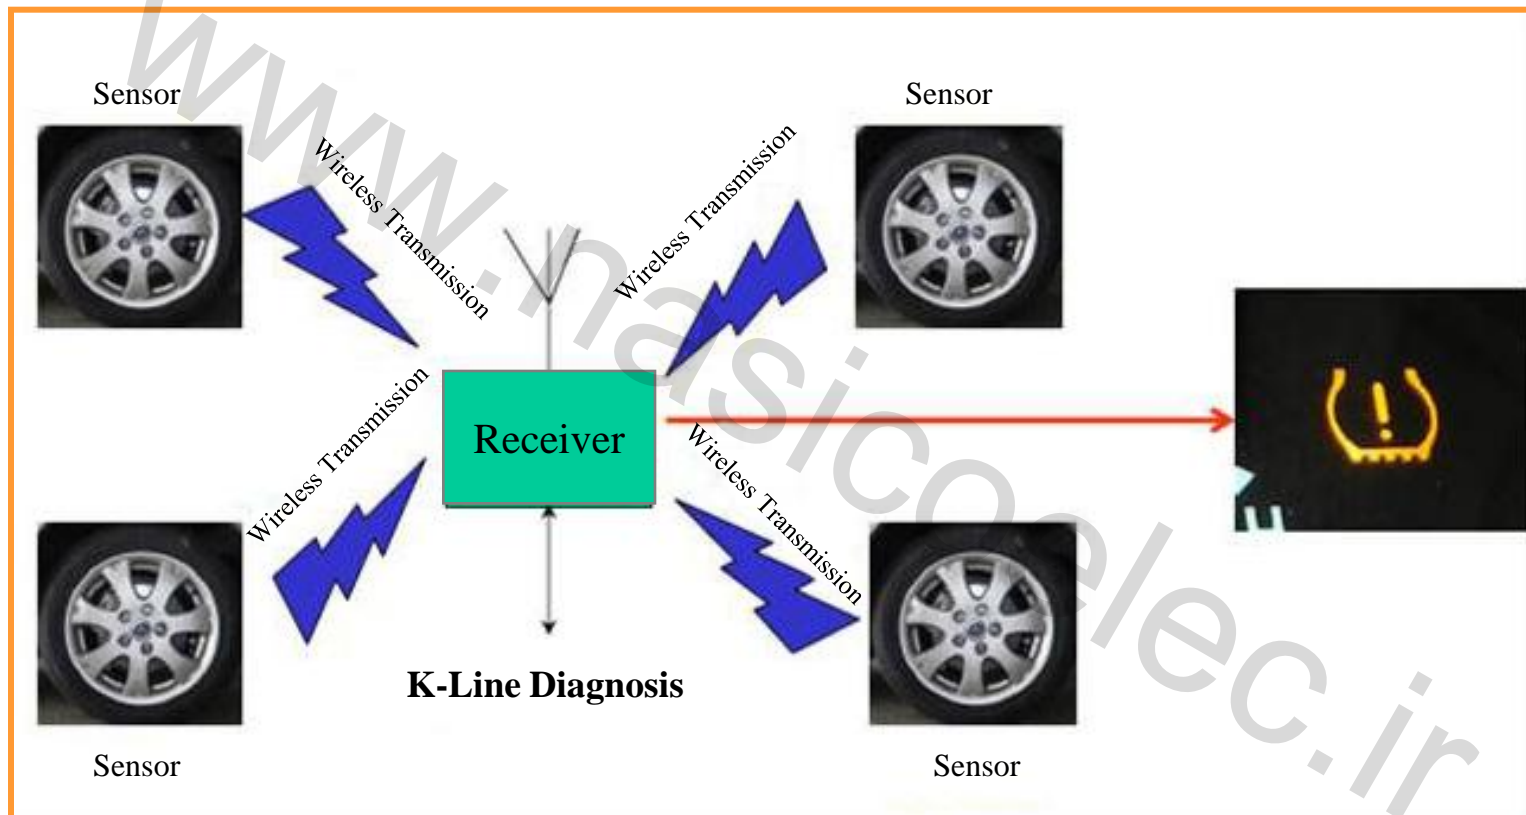 Sensor
Sensor
Wireless Transmission
Wireless Transmission
Wireless Transmission
Receiver
Wireless Transmission
K-Line Diagnosis
Sensor
Sensor
www.nasicoelec.ir